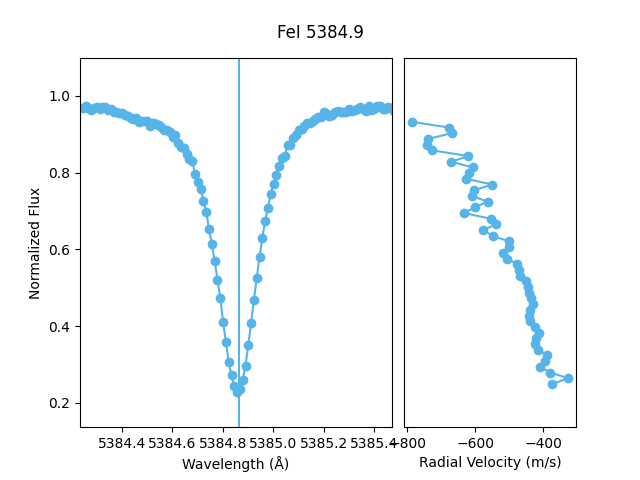 FeI 5384.9
Normalized Flux
1.0
0.8
0.6
0.4
0.2
5384.4 5384.6 5384.8 5385.0 5385.2 5385.4
Wavelength (Å)
−800 −600 −400
Radial Velocity (m/s)